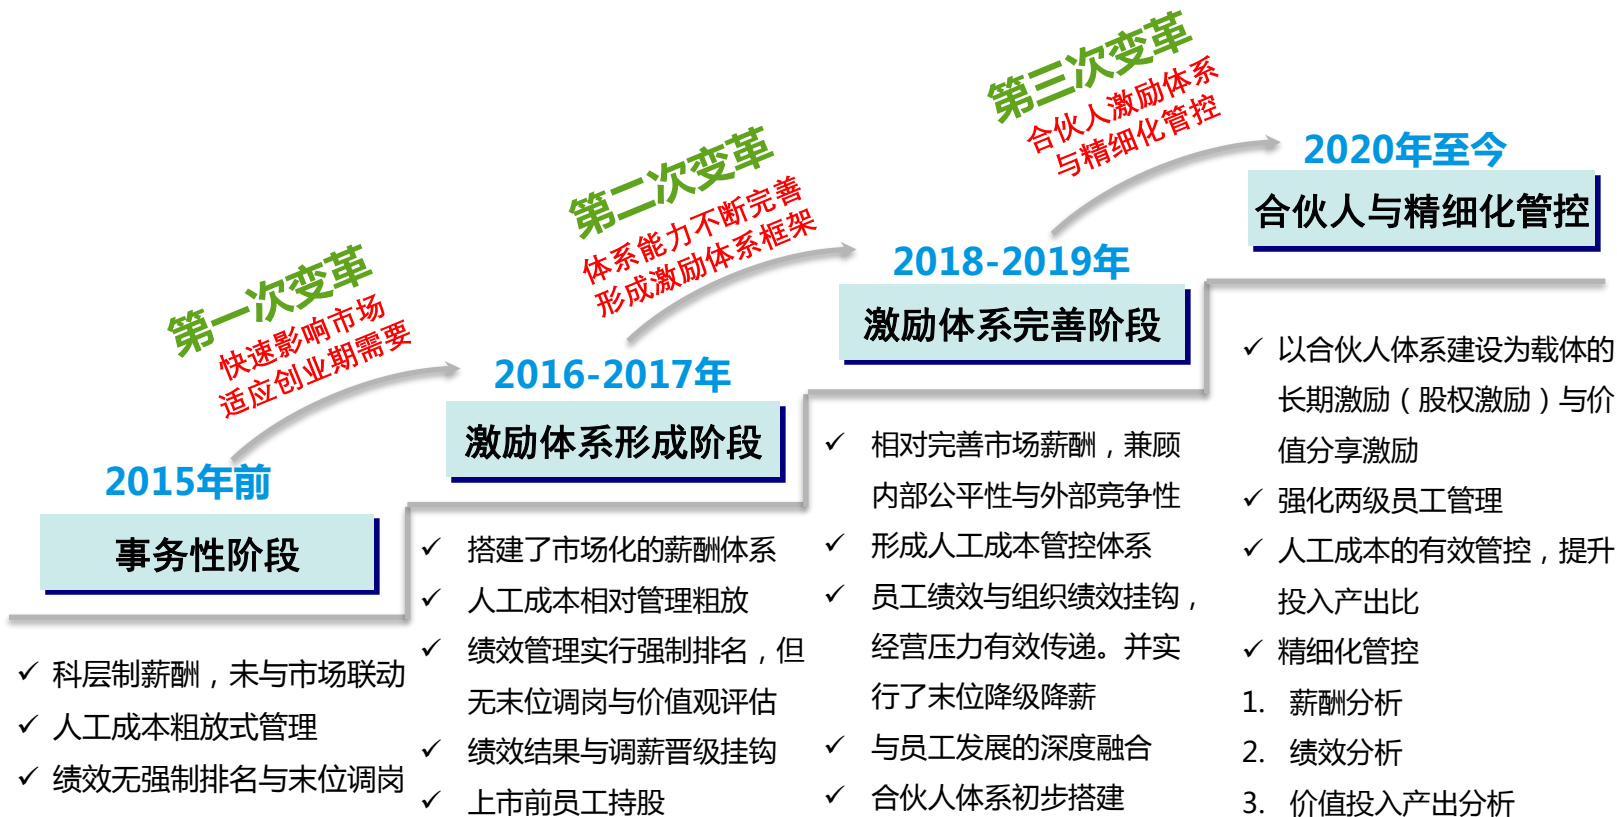 第一次变革
快速影响市场
适应创业期需要
第二次变革
体系能力不断完善
形成激励体系框架
第三次变革
合伙人激励体系
与精细化管控
2015年前
事务性阶段
✓ 科层制薪酬，未与市场联动
✓ 人工成本粗放式管理
✓ 绩效无强制排名与末位调岗
2016-2017年
激励体系形成阶段
✓ 搭建了市场化的薪酬体系
✓ 人工成本相对管理粗放
✓ 绩效管理实行强制排名，但
无末位调岗与价值观评估
✓ 绩效结果与调薪晋级挂钩
✓ 上市前员工持股
2018-2019年
激励体系完善阶段
✓ 相对完善市场薪酬，兼顾
内部公平性与外部竞争性
✓ 形成人工成本管控体系
✓ 员工绩效与组织绩效挂钩，
经营压力有效传递。并实
行了末位降级降薪
✓ 与员工发展的深度融合
✓ 合伙人体系初步搭建
2020年至今
合伙人与精细化管控
✓ 以合伙人体系建设为载体的
长期激励（股权激励）与价
值分享激励
✓ 强化两级员工管理
✓ 人工成本的有效管控，提升
投入产出比
✓ 精细化管控
1. 薪酬分析
2. 绩效分析
3. 价值投入产出分析